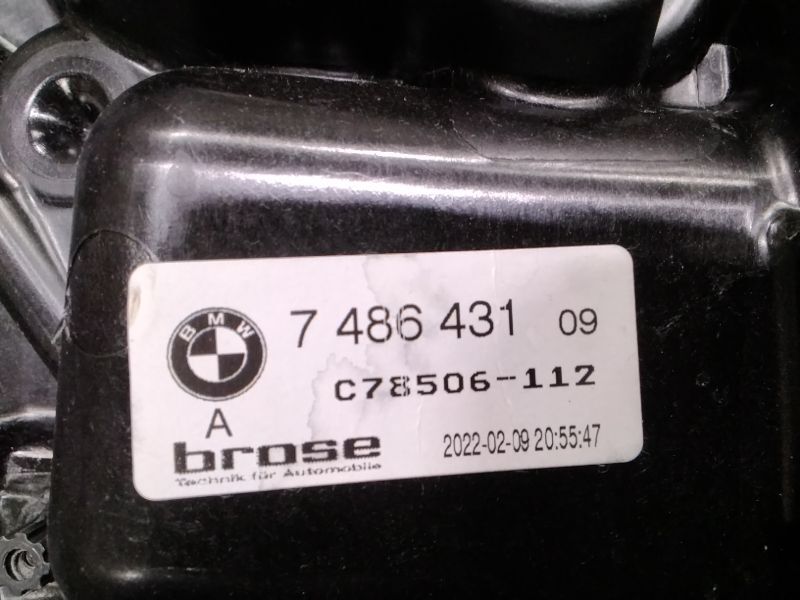 BMW
7 486 431 09
C78506-112
A
brose
Technik für Automobile
2022-02-09 20:55:47